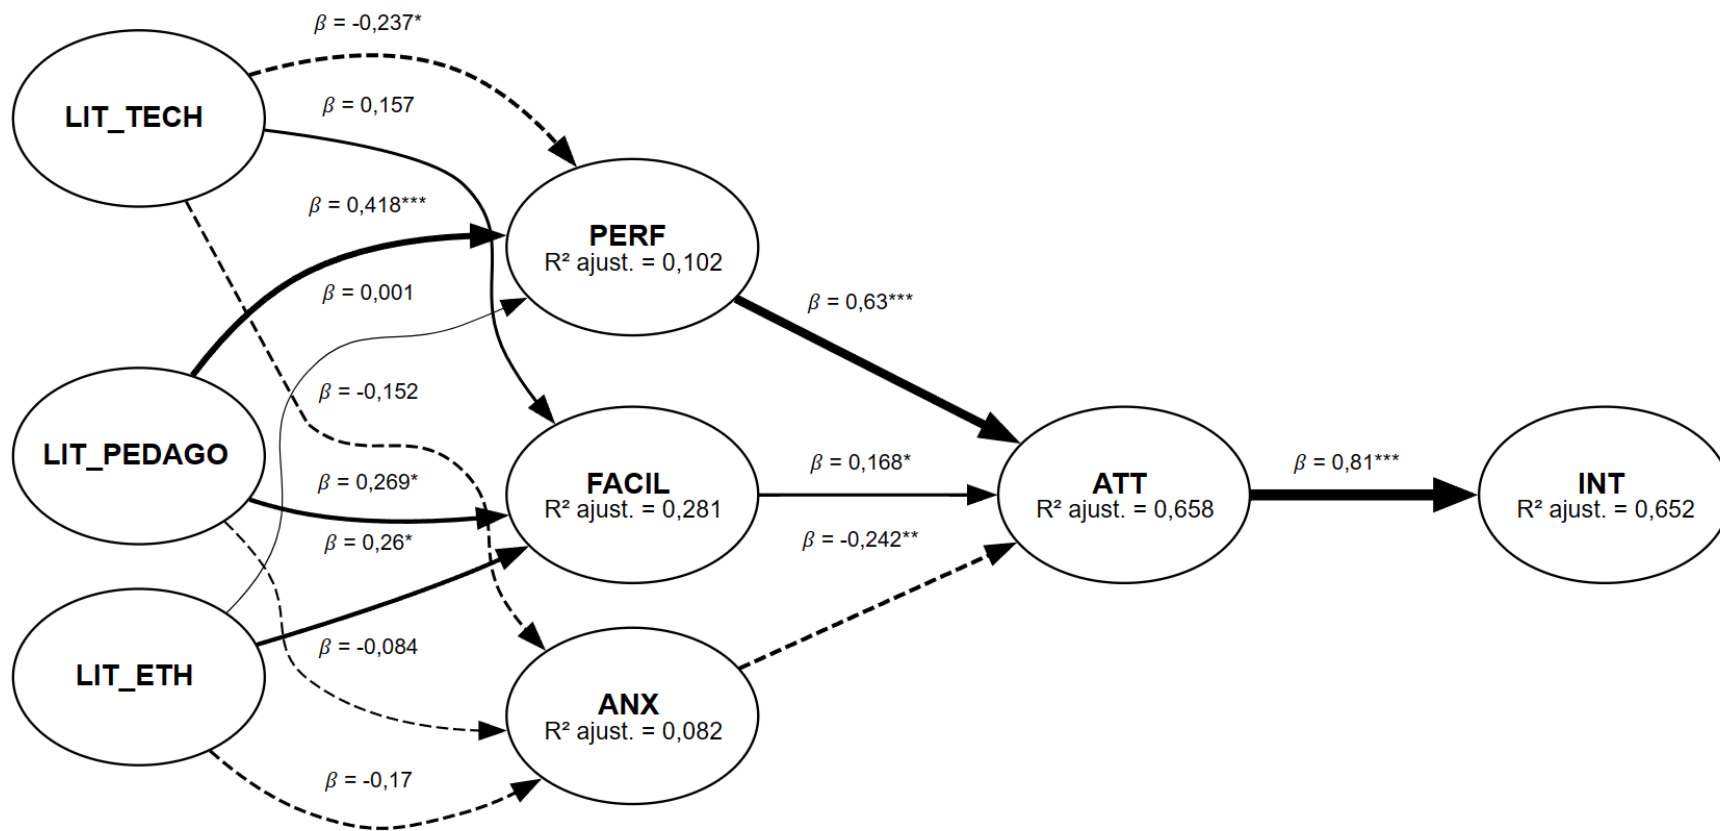 β = -0,237*
LIT_TECH
β = 0,157
β = 0,418***
PERF
R² ajust. = 0,102
β = 0,001
β = 0,63***
β = -0,152
LIT_PEDAGO
β = 0,269*
FACIL
R² ajust. = 0,281
β = 0,168*
ATT
R² ajust. = 0,658
β = 0,81***
INT
R² ajust. = 0,652
β = 0,26*
β = -0,242**
β = -0,084
LIT_ETH
ANX
R² ajust. = 0,082
β = -0,17